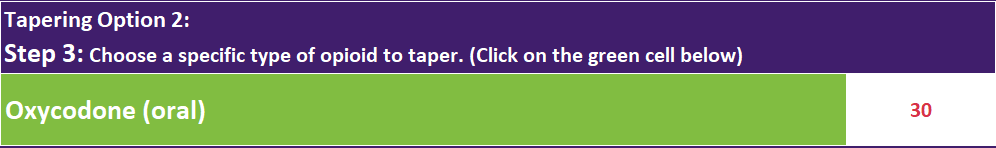 Tapering Option 2:
Step 3: Choose a specific type of opioid to taper. (Click on the green cell below)
Oxycodone (oral) 30